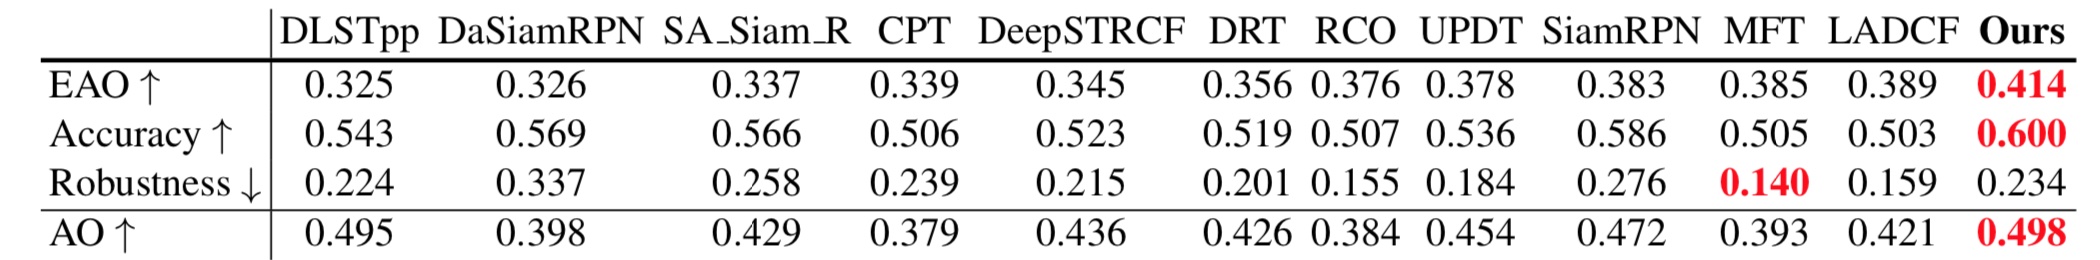 DLSTpp DaSiamRPN SA_Siam_R CPT DeepSTRCF DRT RCO UPDT SiamRPN MFT LADCF Ours
EAO ↑ 0.325 0.326 0.337 0.339 0.345 0.356 0.376 0.378 0.383 0.385 0.389 0.414
Accuracy ↑ 0.543 0.569 0.566 0.506 0.523 0.519 0.507 0.536 0.586 0.505 0.503 0.600
Robustness ↓ 0.224 0.337 0.258 0.239 0.215 0.201 0.155 0.184 0.276 0.140 0.159 0.234
AO ↑ 0.495 0.398 0.429 0.379 0.436 0.426 0.384 0.454 0.472 0.393 0.421 0.498